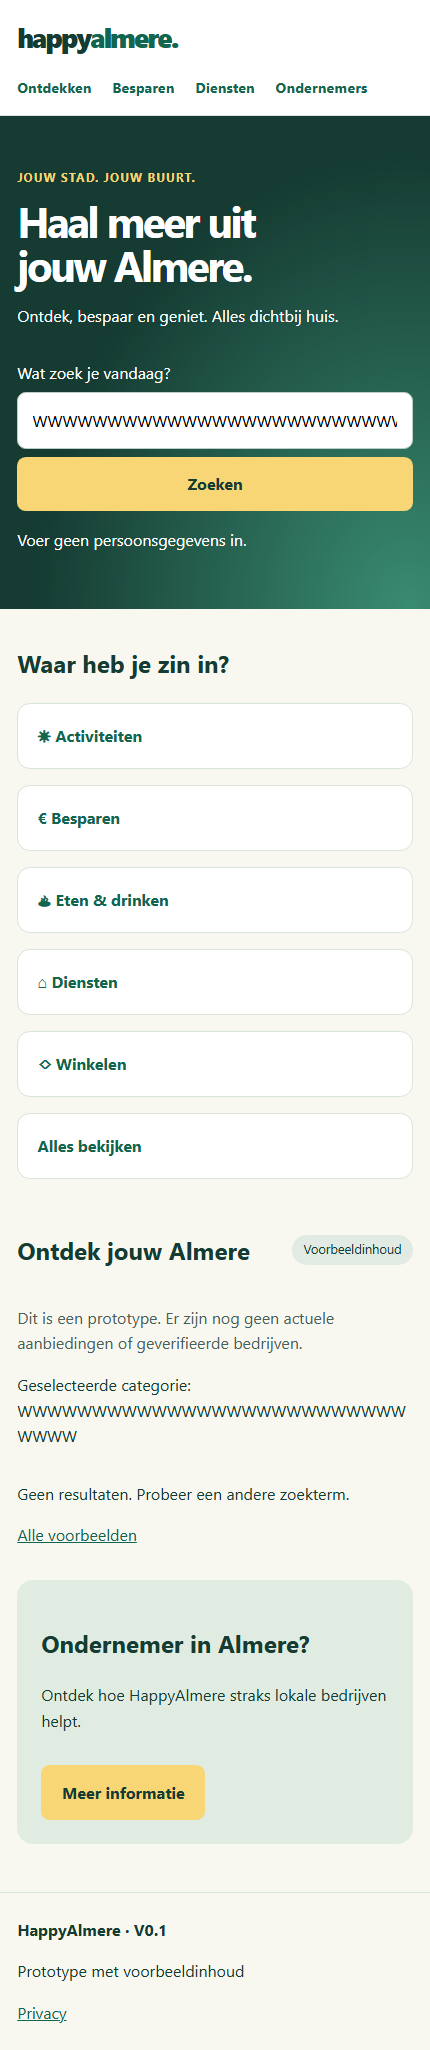 happyalmere.
Ontdekken Besparen Diensten Ondernemers
JOUW STAD. JOUW BUURT.
Haal meer uit
jouw Almere.
Ontdek, bespaar en geniet. Alles dichtbij huis.
Wat zoek je vandaag?
WWWWWWWWWWWWWWWWWWWWWWWWW
Zoeken
Voer geen persoonsgegevens in.
Waar heb je zin in?
☀ Activiteiten
€ Besparen
♨ Eten & drinken
⌂ Diensten
◇ Winkelen
Alles bekijken
Ontdek jouw Almere
Voorbeeldinhoud
Dit is een prototype. Er zijn nog geen actuele
aanbiedingen of geverifieerde bedrijven.
Geselecteerde categorie:
WWWWWWWWWWWWWWWWWWWWWWWWWW
WWWW
Geen resultaten. Probeer een andere zoekterm.
Alle voorbeelden
Ondernemer in Almere?
Ontdek hoe HappyAlmere straks lokale bedrijven
helpt.
Meer informatie
HappyAlmere · V0.1
Prototype met voorbeeldinhoud
Privacy